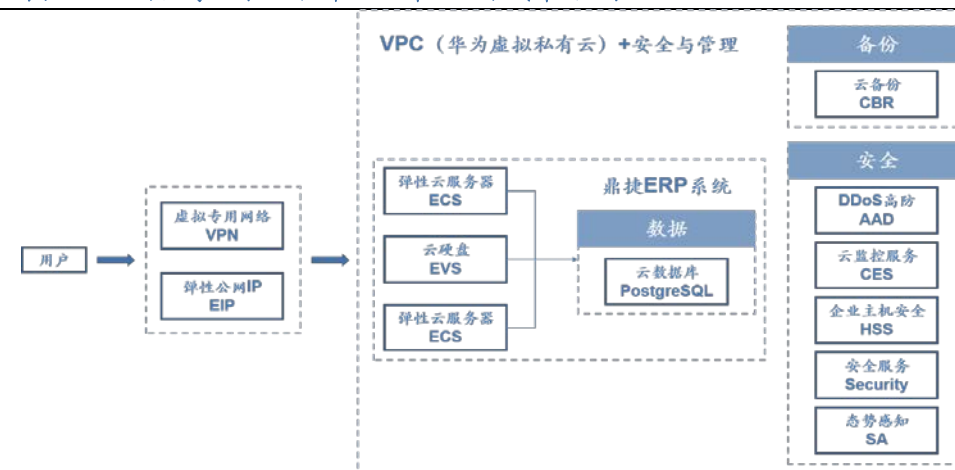 用户
虚拟专用网络
VPN
弹性公网IP
EIP
VPC（华为虚拟私有云）+安全与管理
弹性云服务器
ECS
云硬盘
EVS
弹性云服务器
ECS
鼎捷ERP系统
数据
云数据库
PostgreSQL
备份
云备份
CBR
安全
DDoS高防
AAD
云监控服务
CES
企业主机安全
HSS
安全服务
Security
态势感知
SA